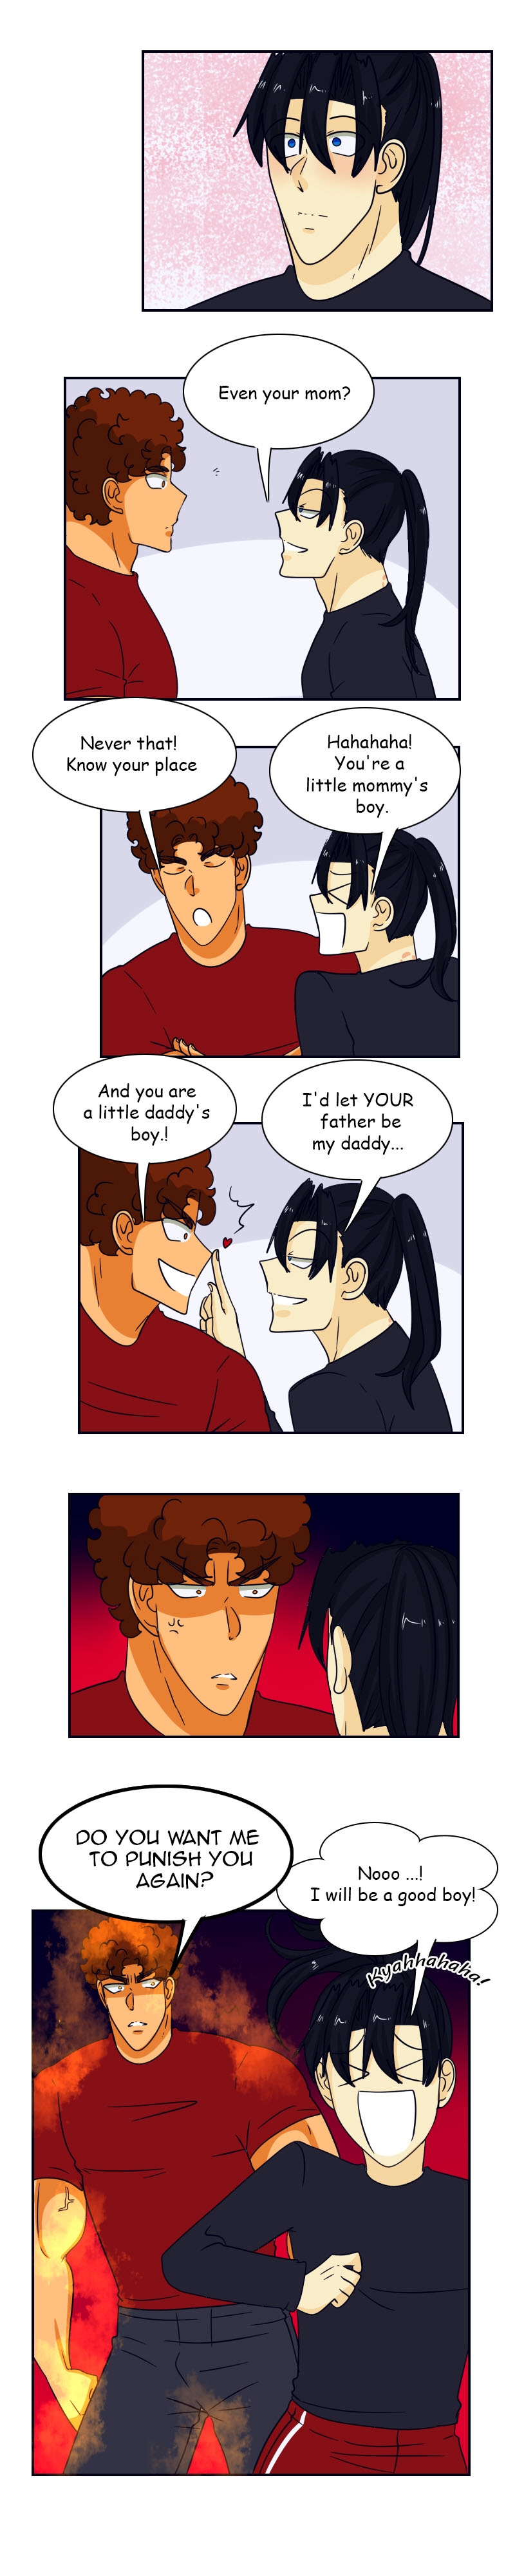 Even your mom?
Never that!
Know your place
Hahahaha!
You're a
little mommy's
boy.
And you are
a little daddy's
boy.!
I'd let YOUR
father be
my daddy...
DO YOU WANT ME
TO PUNISH YOU
AGAIN?
Nooo ...!
I will be a good boy!
Kyahhahaha!